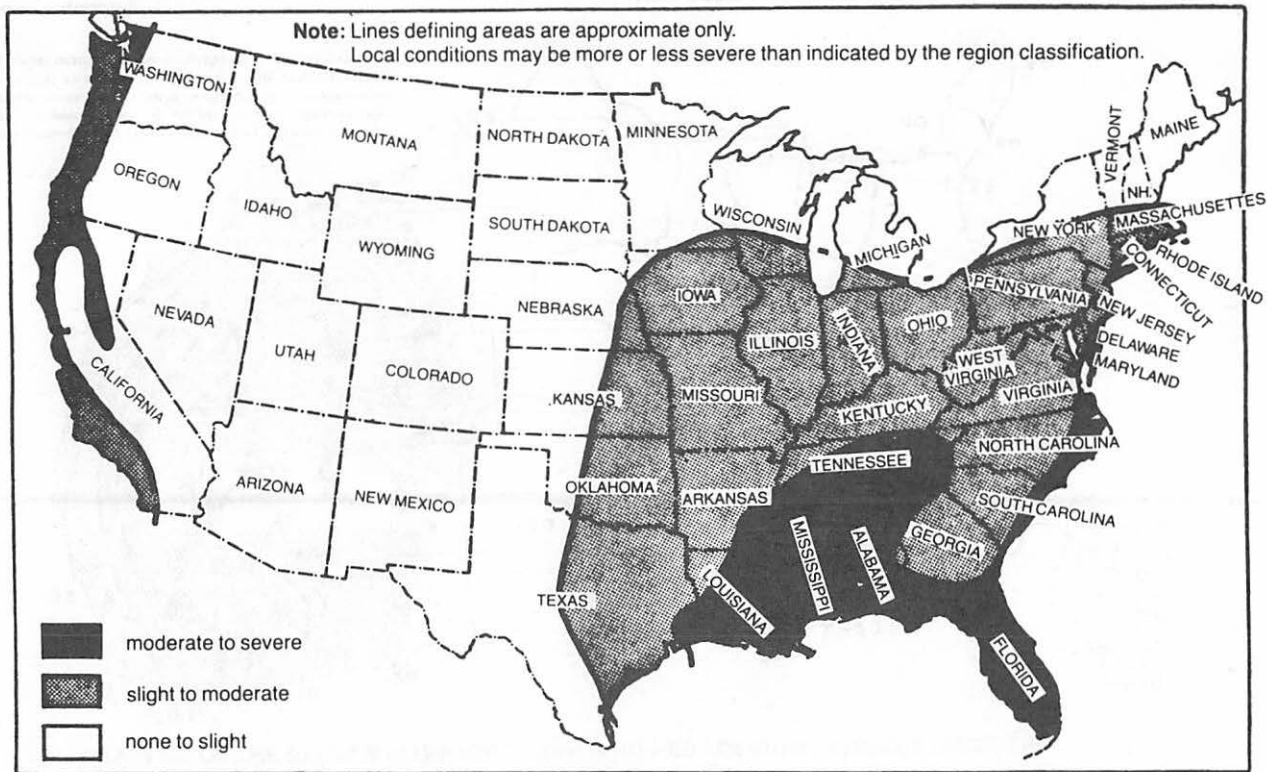 Note: Lines defining areas are approximate only.
Local conditions may be more or less severe than indicated by the region classification.
WASHINGTON
MONTANA
NORTH DAKOTA
MINNESOTA
VERMONT
MAINE
OREGON
IDAHO
SOUTH DAKOTA
WISCONSIN
MICHIGAN
NH.
NEW YORK
MASSACHUSETTES
WYOMING
RHODE ISLAND
CONNECTICUT
NEVADA
NEBRASKA
IOWA
PENNSYLVANIA
NEW JERSEY
UTAH
COLORADO
ILLINOIS
INDIANA
OHIO
DELAWARE
MARYLAND
CALIFORNIA
KANSAS
MISSOURI
WEST
VIRGINIA
VIRGINIA
KENTUCKY
NORTH CAROLINA
TENNESSEE
ARIZONA
NEW MEXICO
OKLAHOMA
ARKANSAS
SOUTH CAROLINA
GEORGIA
MISSISSIPPI
ALABAMA
TEXAS
LOUISIANA
FLORIDA
moderate to severe
slight to moderate
none to slight